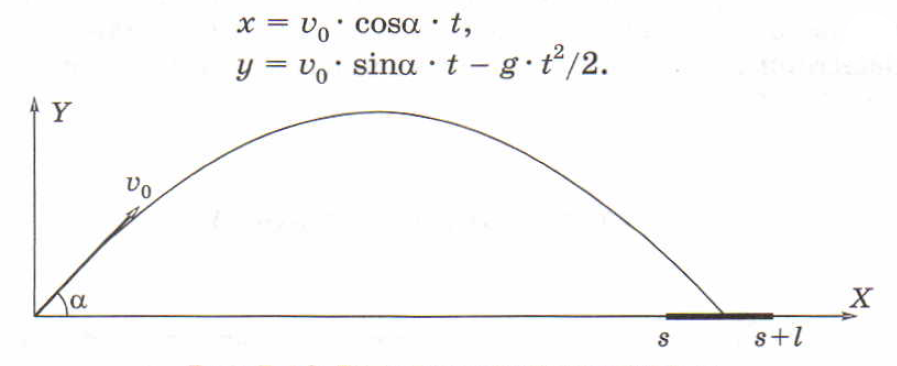 x = v₀ · cosα · t,
y = v₀ · sinα · t – g · t²/2.
Y
v₀
α
X
s
s+l